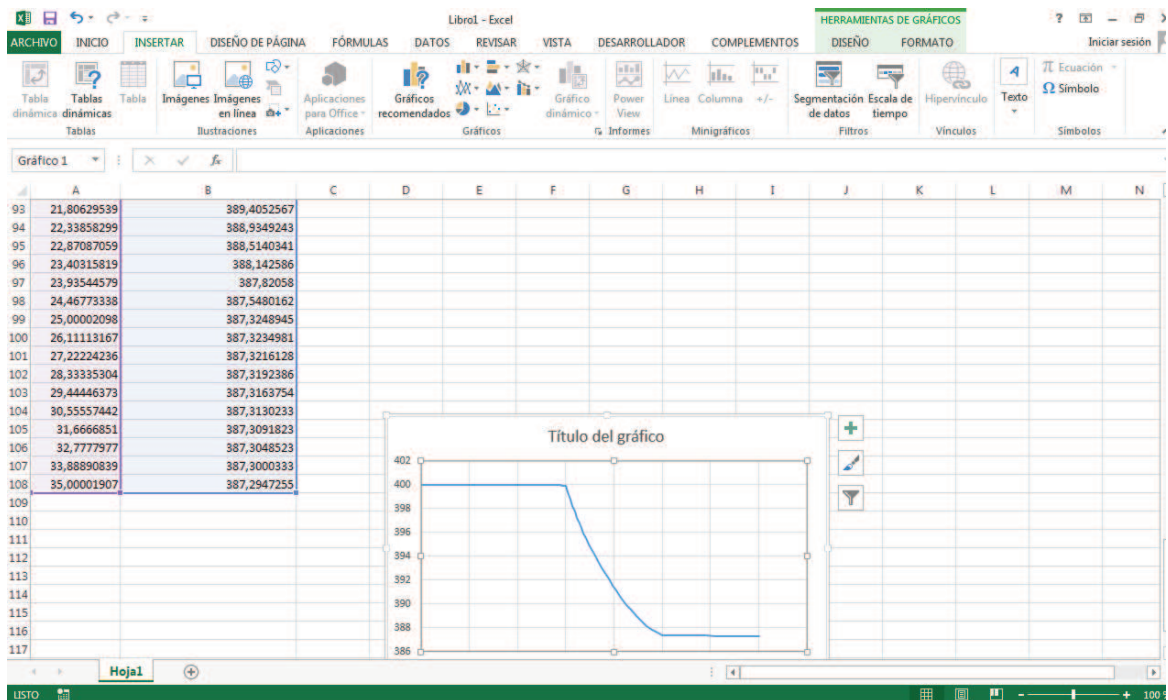 Libro1 - Excel
HERRAMIENTAS DE GRÁFICOS
ARCHIVO INICIO INSERTAR DISEÑO DE PÁGINA FÓRMULAS DATOS REVISAR VISTA DESARROLLADOR COMPLEMENTOS DISEÑO FORMATO Iniciar sesión
Tabla dinámica
Tablas dinámicas
Tabla
Tablas
Imágenes
Imágenes en línea
Ilustraciones
Aplicaciones para Office
Aplicaciones
Gráficos recomendados
Gráfico dinámico
Gráficos
Power View
Informes
Línea Columna +/-
Minigráficos
Segmentación de datos
Escala de tiempo
Filtros
Hipervínculo
Vínculos
Texto
π Ecuación
Ω Símbolo
Símbolos
Gráfico 1 fx
A B C D E F G H I J K L M N
93 21,80629539 389,4052567
94 22,33858299 388,9349243
95 22,87087059 388,5140341
96 23,40315819 388,142586
97 23,93544579 387,82058
98 24,46773338 387,5480162
99 25,00002098 387,3248945
100 26,11113167 387,3234981
101 27,22224236 387,3216128
102 28,33335304 387,3192386
103 29,44446373 387,3163754
104 30,55557442 387,3130233
105 31,6666851 387,3091823
106 32,7777977 387,3048523
107 33,88890839 387,3000333
108 35,00001907 387,2947255
109
110
111
112
113
114
115
116
117
Título del gráfico
402
400
398
396
394
392
390
388
386
Hoja1
LISTO 100